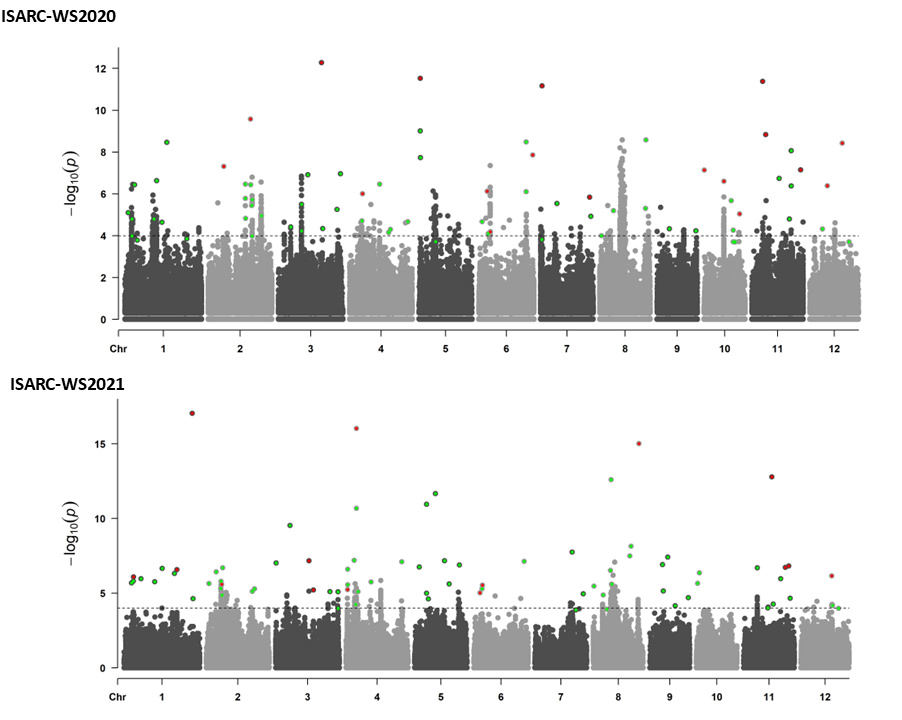 ISARC-WS2020
12
10
8
6
4
2
0
−log10(p)
Chr 1 2 3 4 5 6 7 8 9 10 11 12
ISARC-WS2021
15
10
5
0
−log10(p)
Chr 1 2 3 4 5 6 7 8 9 10 11 12